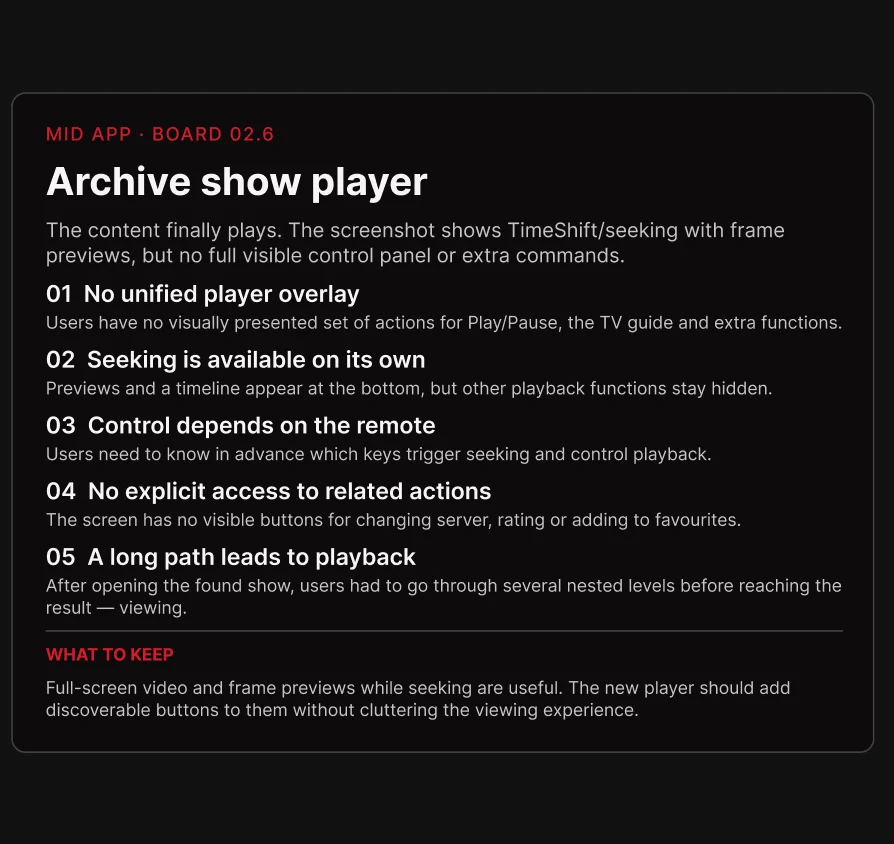 MID APP · BOARD 02.6
Archive show player
The content finally plays. The screenshot shows TimeShift/seeking with frame
previews, but no full visible control panel or extra commands.
01 No unified player overlay
Users have no visually presented set of actions for Play/Pause, the TV guide and extra functions.
02 Seeking is available on its own
Previews and a timeline appear at the bottom, but other playback functions stay hidden.
03 Control depends on the remote
Users need to know in advance which keys trigger seeking and control playback.
04 No explicit access to related actions
The screen has no visible buttons for changing server, rating or adding to favourites.
05 A long path leads to playback
After opening the found show, users had to go through several nested levels before reaching the
result — viewing.
WHAT TO KEEP
Full-screen video and frame previews while seeking are useful. The new player should add
discoverable buttons to them without cluttering the viewing experience.